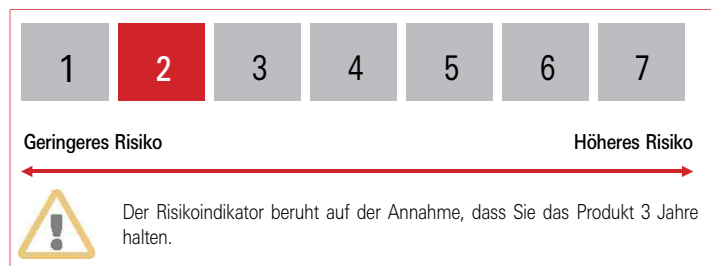 1 2 3 4 5 6 7
Geringeres Risiko Höheres Risiko
Der Risikoindikator beruht auf der Annahme, dass Sie das Produkt 3 Jahre
halten.